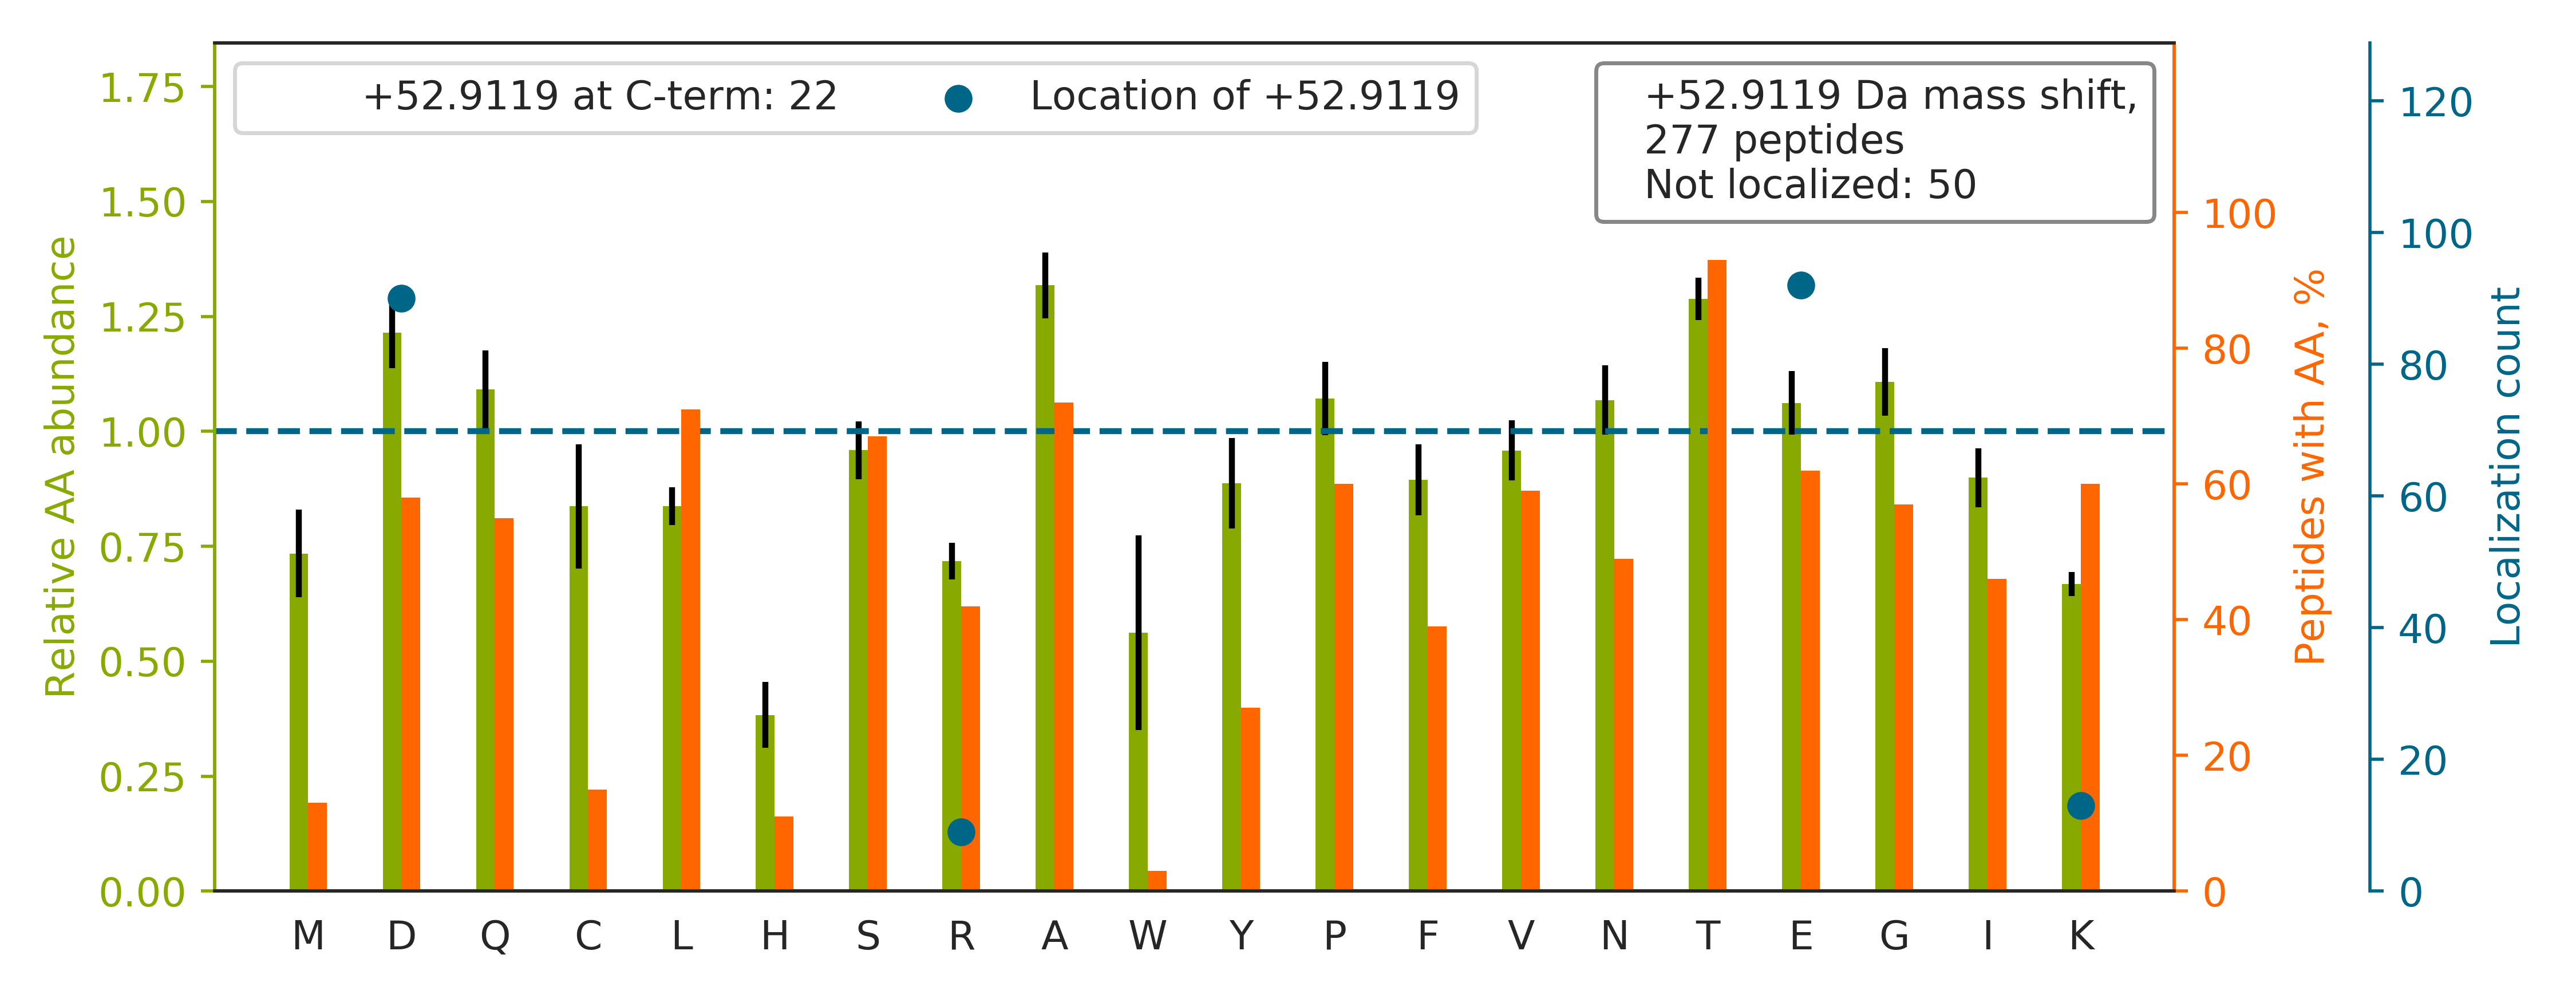 +52.9119 at C-term: 22
Location of +52.9119
+52.9119 Da mass shift,
277 peptides
Not localized: 50
Relative AA abundance
1.75
1.50
1.25
1.00
0.75
0.50
0.25
0.00
M D Q C L H S R A W Y P F V N T E G I K
100
80
60
40
20
0
Peptides with AA, %
120
100
80
60
40
20
0
Localization count